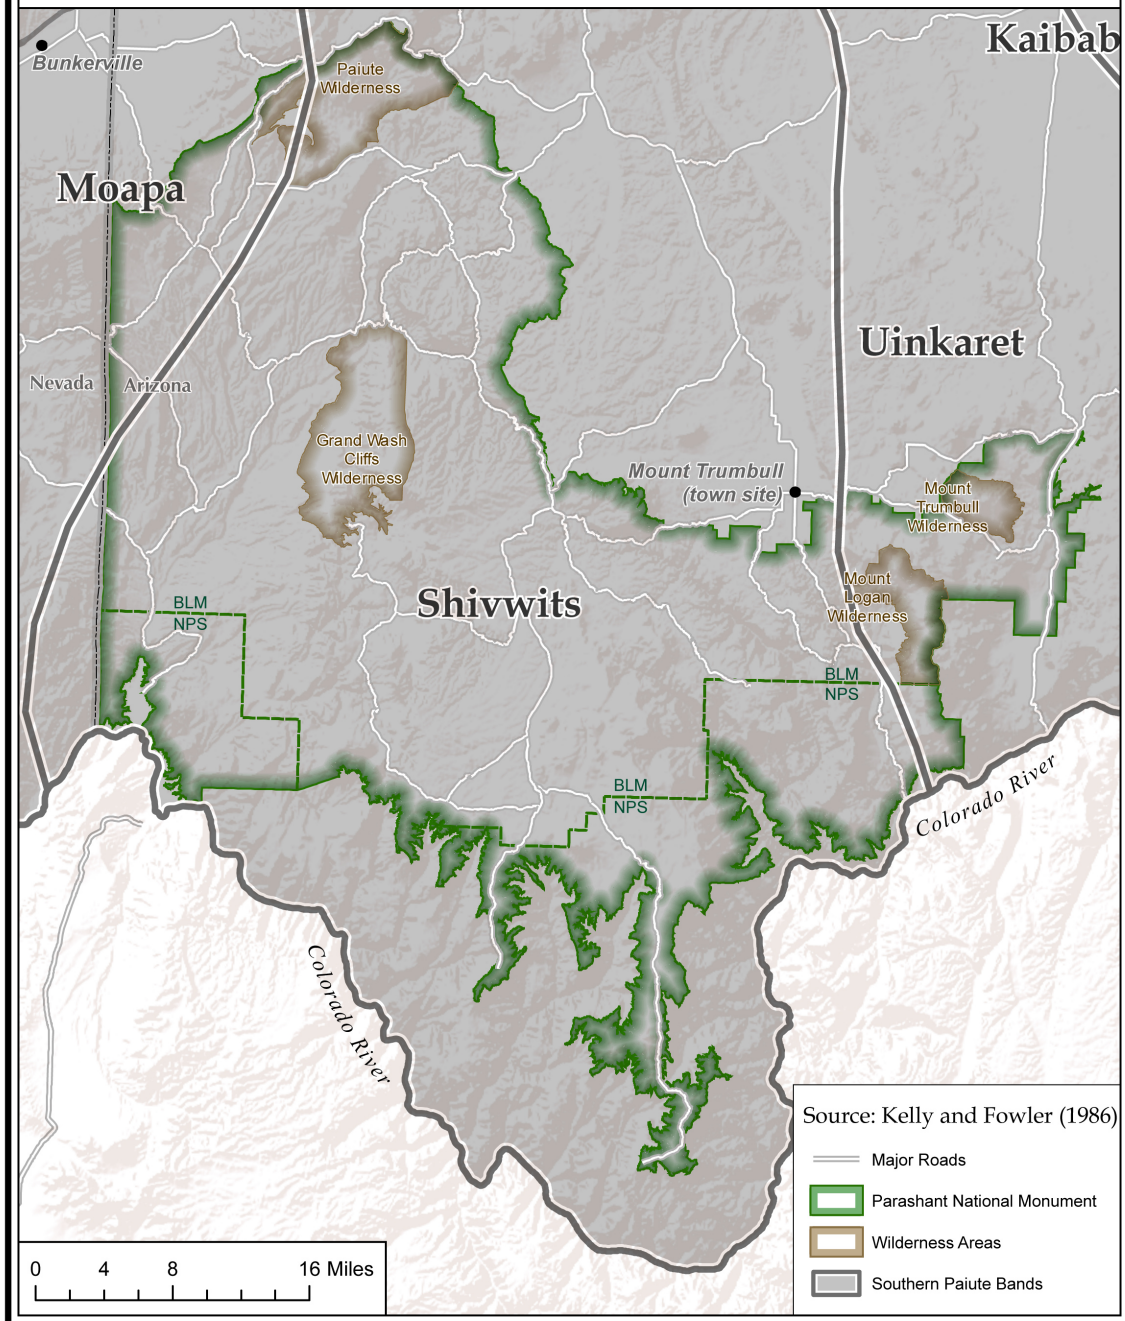 Kaibab
Bunkerville
Paiute
Wilderness
Moapa
Uinkaret
Nevada
Arizona
Grand Wash
Cliffs
Wilderness
Mount Trumbull
(town site)
Mount
Trumbull
Wilderness
Mount
Logan
Wilderness
Shivwits
BLM
NPS
BLM
NPS
BLM
NPS
Colorado River
Colorado River
Source: Kelly and Fowler (1986)
Major Roads
Parashant National Monument
Wilderness Areas
Southern Paiute Bands
0 4 8 16 Miles